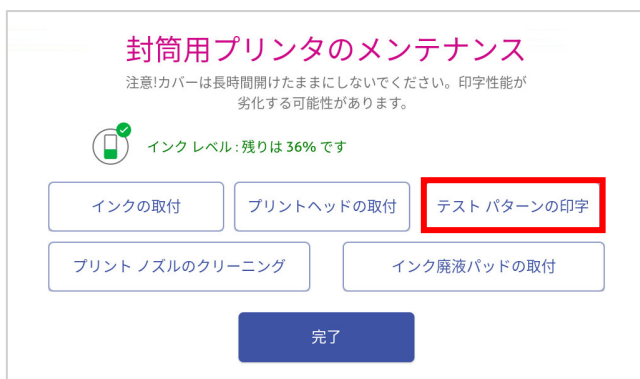 封筒用プリンタのメンテナンス
注意!カバーは長時間開けたままにしないでください。印字性能が
劣化する可能性があります。
インク レベル : 残りは 36% です
インクの取付
プリントヘッドの取付
テスト パターンの印字
プリント ノズルのクリーニング
インク廃液パッドの取付
完了